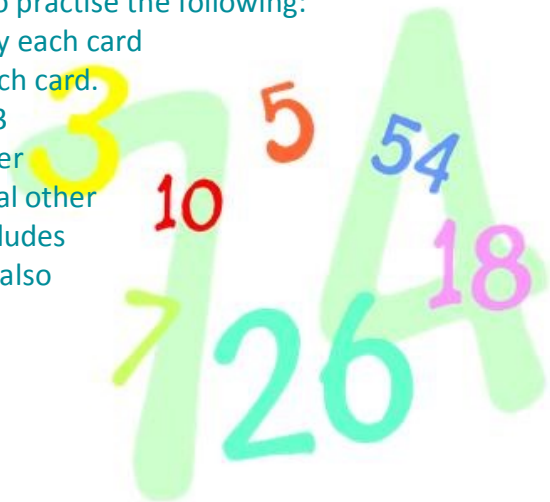 o practise the following:
y each card
ch card.
3
er
al other
ludes
also
3
5
54
10
18
7
26
4